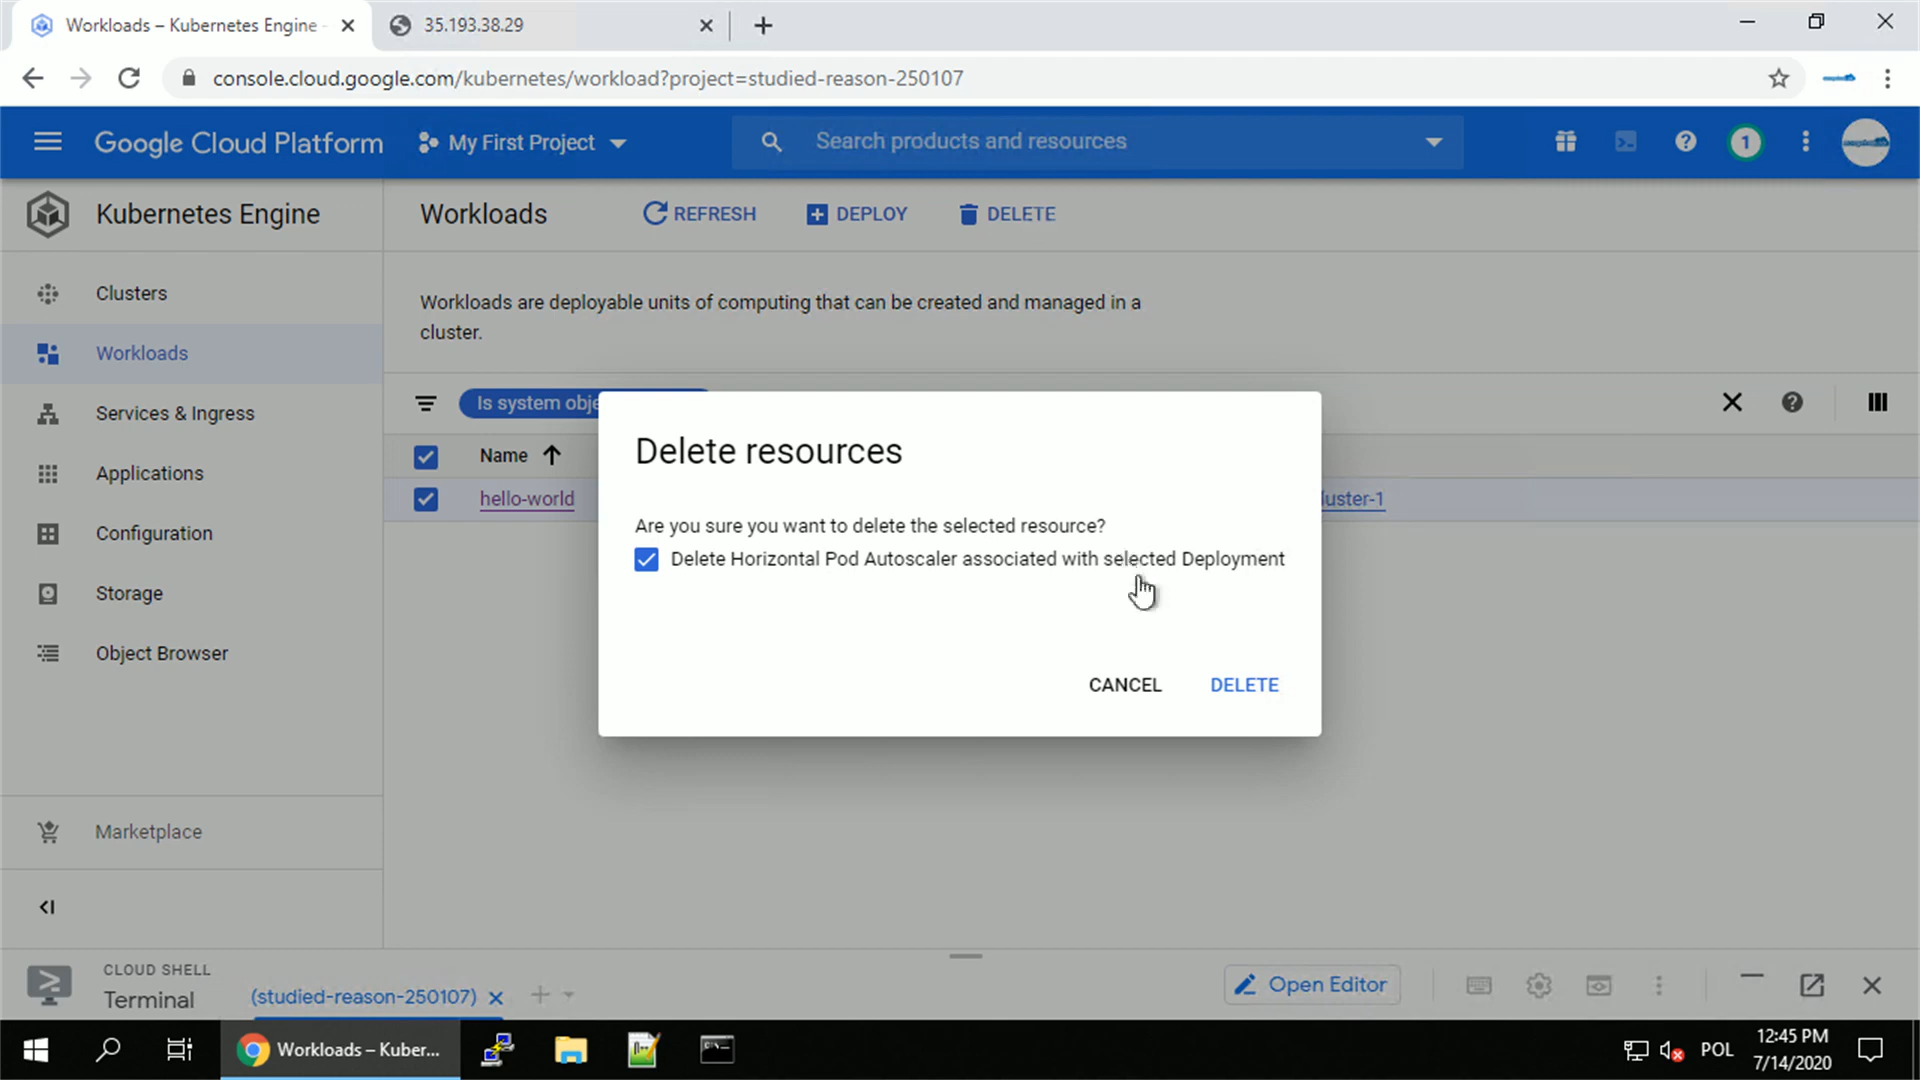 Workloads – Kubernetes Engine -
35.193.38.29
console.cloud.google.com/kubernetes/workload?project=studied-reason-250107
Google Cloud Platform
My First Project
Search products and resources
1
Kubernetes Engine
Workloads
REFRESH
DEPLOY
DELETE
Clusters
Workloads
Services & Ingress
Applications
Configuration
Storage
Object Browser
Marketplace
Workloads are deployable units of computing that can be created and managed in a
cluster.
Is system obje
Name
hello-world
luster-1
Delete resources
Are you sure you want to delete the selected resource?
Delete Horizontal Pod Autoscaler associated with selected Deployment
CANCEL
DELETE
CLOUD SHELL
Terminal
(studied-reason-250107)
Open Editor
Workloads – Kuber...
POL
12:45 PM
7/14/2020